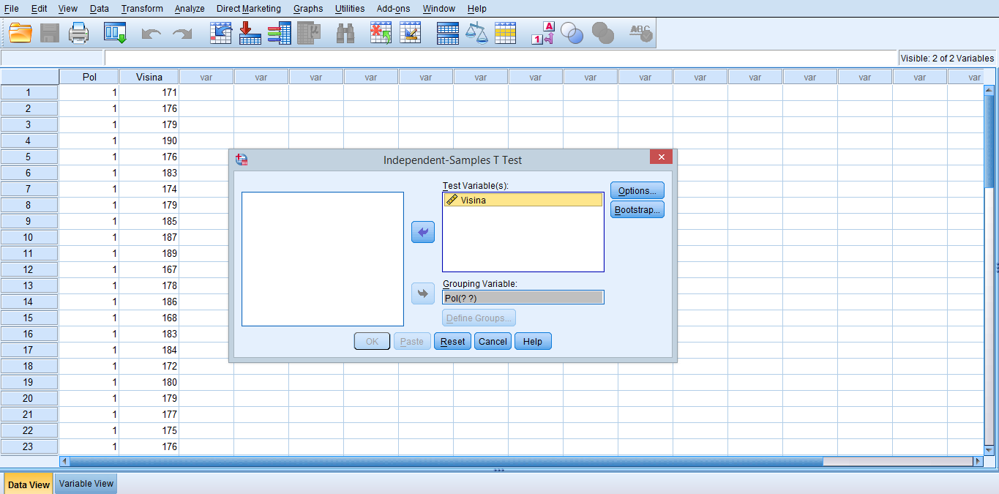 File Edit View Data Transform Analyze Direct Marketing Graphs Utilities Add-ons Window Help
A
1
ABC
Visible: 2 of 2 Variables
Pol Visina var var var var var var var var var var var var var var var
1 1 171
2 1 176
3 1 179
4 1 190
5 1 176
6 1 183
7 1 174
8 1 179
9 1 185
10 1 187
11 1 189
12 1 167
13 1 178
14 1 186
15 1 168
16 1 183
17 1 184
18 1 172
19 1 180
20 1 179
21 1 177
22 1 175
23 1 176
Independent-Samples T Test
Test Variable(s):
Visina
Options...
Bootstrap...
Grouping Variable:
Pol(? ?)
Define Groups...
OK Paste Reset Cancel Help
Data View Variable View